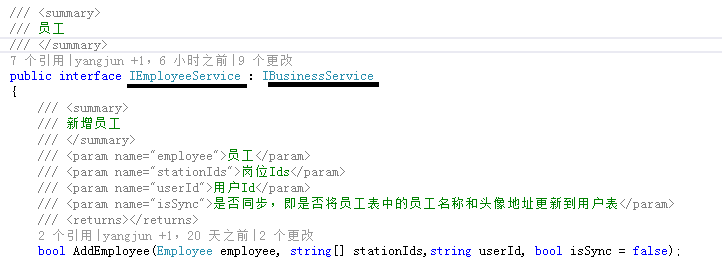 /// <summary>
/// 员工
/// </summary>
7 个引用|yangjun +1，6 小时之前|9 个更改
public interface IEmployeeService : IBusinessService
{
/// <summary>
/// 新增员工
/// </summary>
/// <param name="employee">员工</param>
/// <param name="stationIds">岗位Ids</param>
/// <param name="userId">用户Id</param>
/// <param name="isSync">是否同步，即是否将员工表中的员工名称和头像地址更新到用户表</param>
/// <returns></returns>
2 个引用|yangjun +1，20 天之前|2 个更改
bool AddEmployee(Employee employee, string[] stationIds,string userId, bool isSync = false);